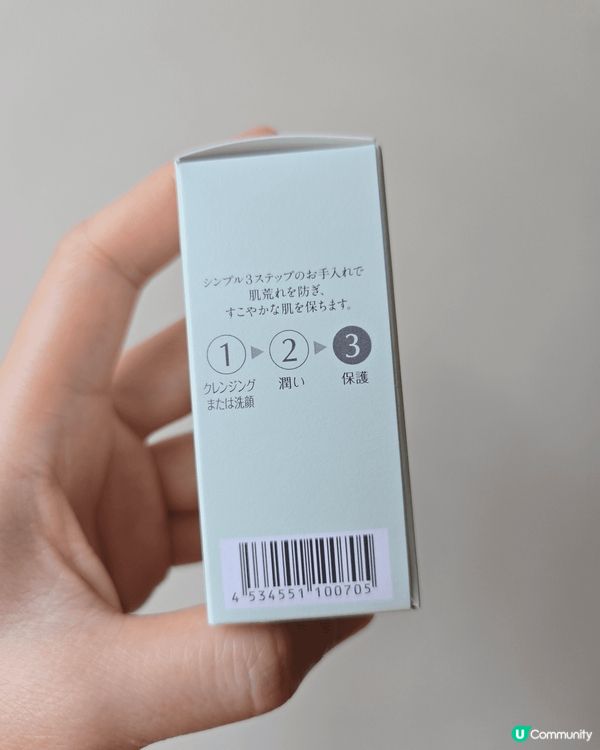 シンプル3ステップのお手入れで
肌荒れを防ぎ、
すこやかな肌を保ちます。
1 ▶ 2 ▶ 3
クレンジング
または洗顔
潤い
保護
4 534551 100705
U Community